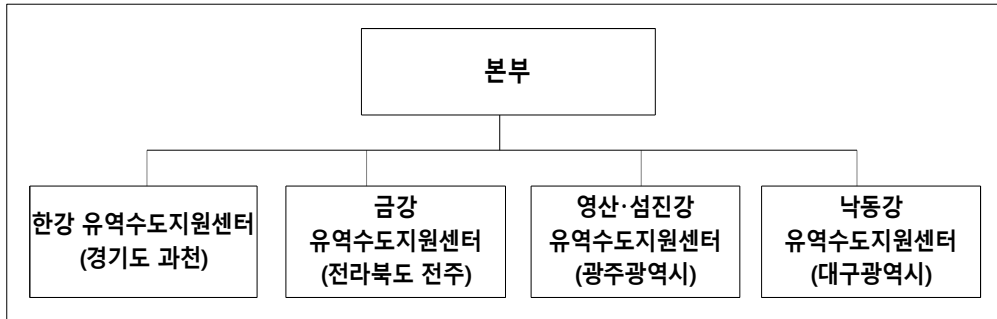 본부
한강 유역수도지원센터
(경기도 과천)
금강
유역수도지원센터
(전라북도 전주)
영산·섬진강
유역수도지원센터
(광주광역시)
낙동강
유역수도지원센터
(대구광역시)